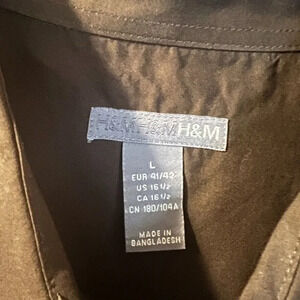 H&M H&M H&M
L
EUR 41/42
US 16 1/2
CA 16 1/2
CN 180/104A
MADE IN
BANGLADESH